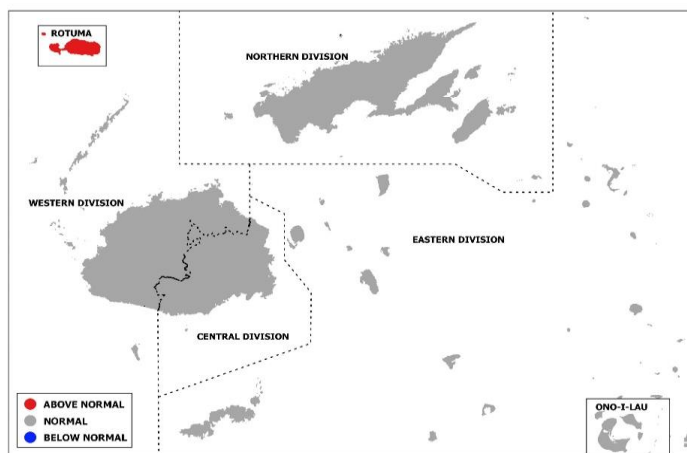 ROTUMA
NORTHERN DIVISION
WESTERN DIVISION
EASTERN DIVISION
CENTRAL DIVISION
ABOVE NORMAL
NORMAL
BELOW NORMAL
ONO-I-LAU